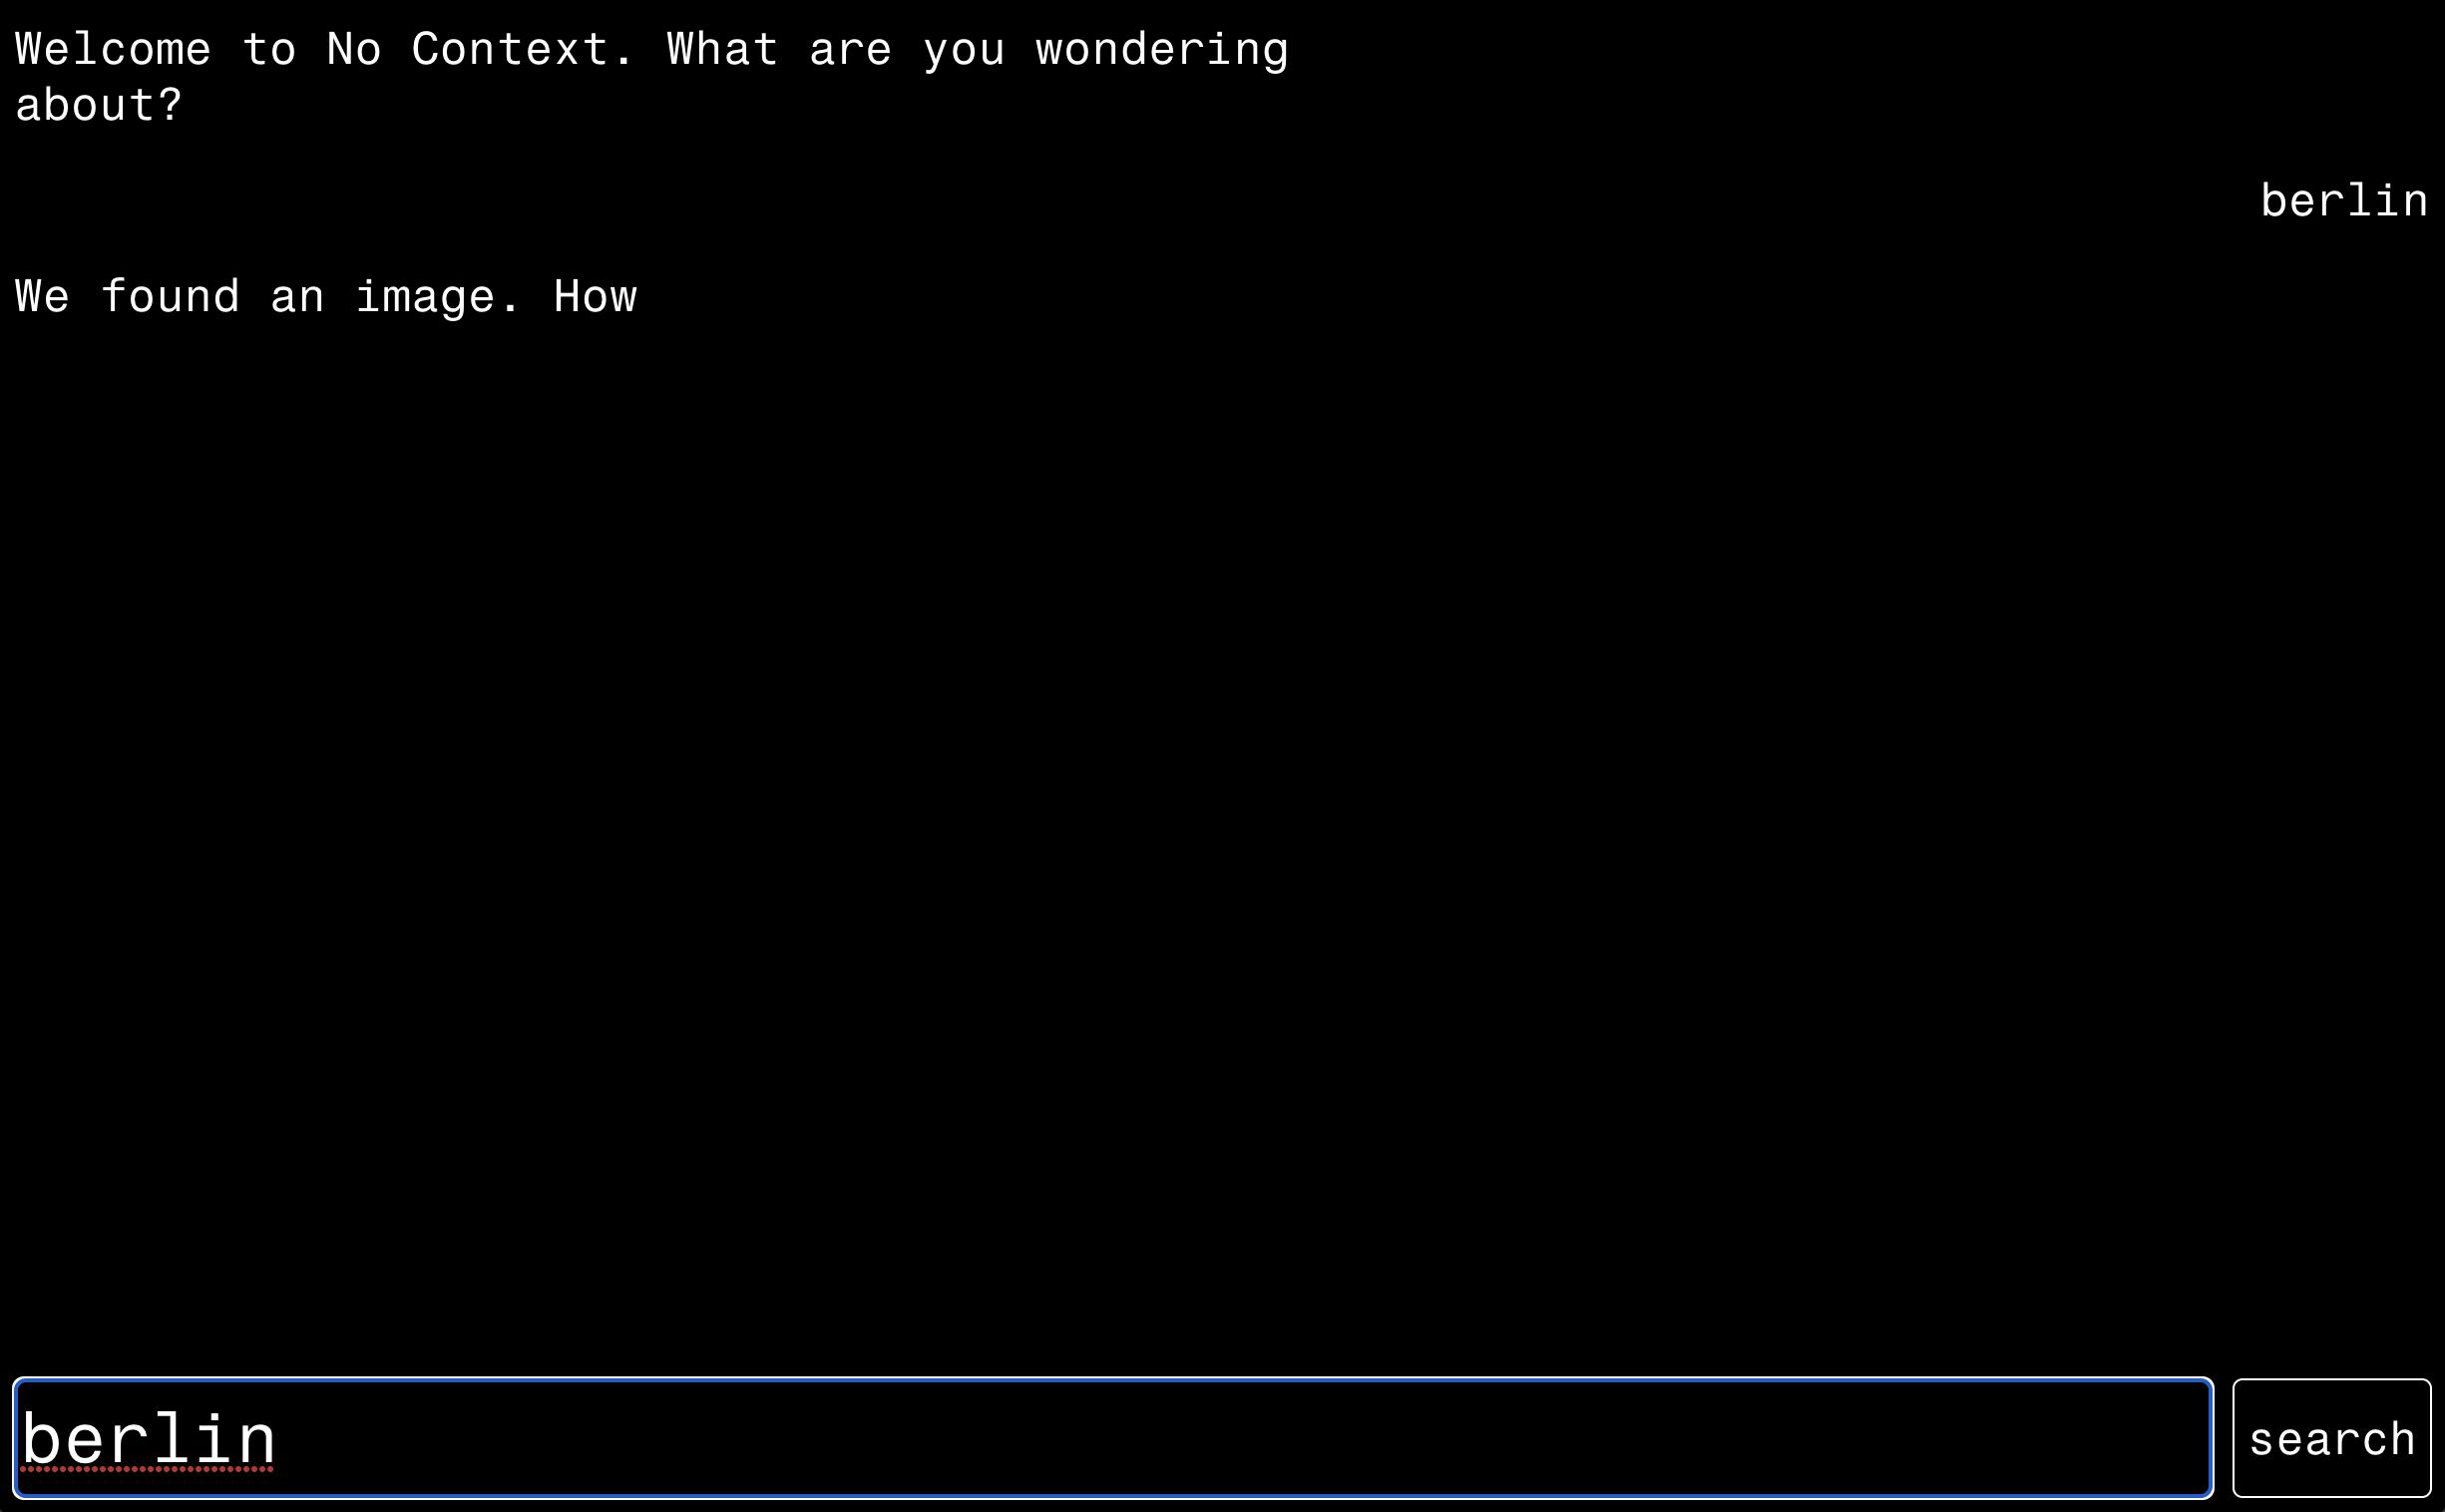 Welcome to No Context. What are you wondering
about?
berlin
We found an image. How
berlin
search